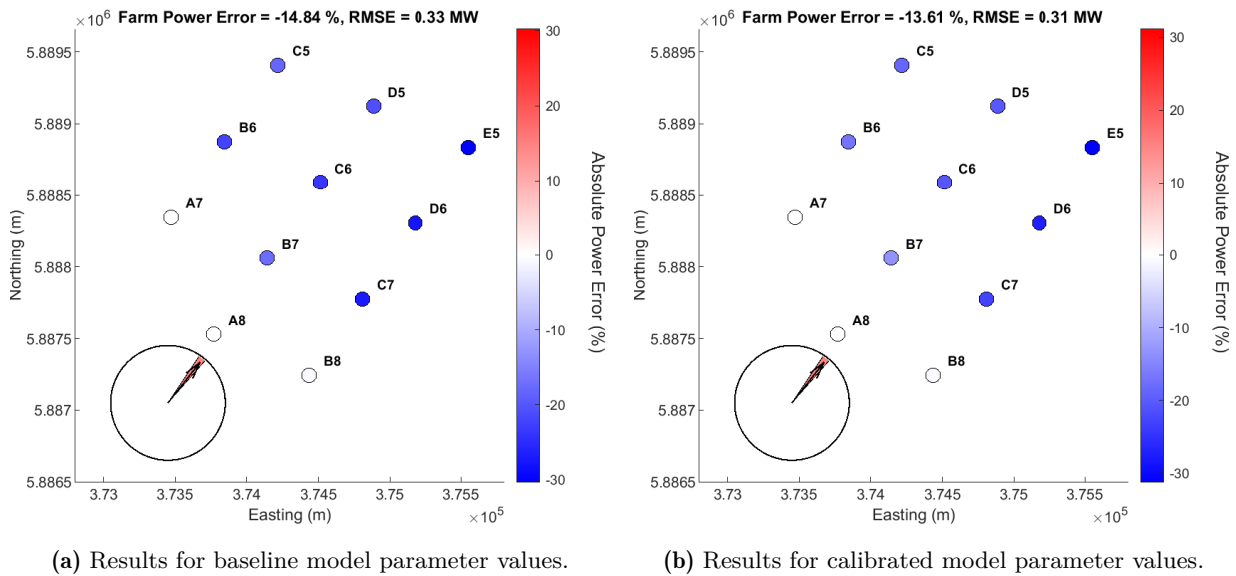 ×10⁶
Farm Power Error = -14.84 %, RMSE = 0.33 MW
5.8895
5.889
5.8885
5.888
5.8875
5.887
5.8865
Northing (m)
C5
D5
B6
E5
C6
A7
D6
B7
C7
A8
B8
3.73
3.735
3.74
3.745
3.75
3.755
Easting (m)
×10⁵
30
20
10
0
-10
-20
-30
Absolute Power Error (%)
(a) Results for baseline model parameter values.
×10⁶
Farm Power Error = -13.61 %, RMSE = 0.31 MW
5.8895
5.889
5.8885
5.888
5.8875
5.887
5.8865
Northing (m)
C5
D5
B6
E5
C6
A7
D6
B7
C7
A8
B8
3.73
3.735
3.74
3.745
3.75
3.755
Easting (m)
×10⁵
30
20
10
0
-10
-20
-30
Absolute Power Error (%)
(b) Results for calibrated model parameter values.